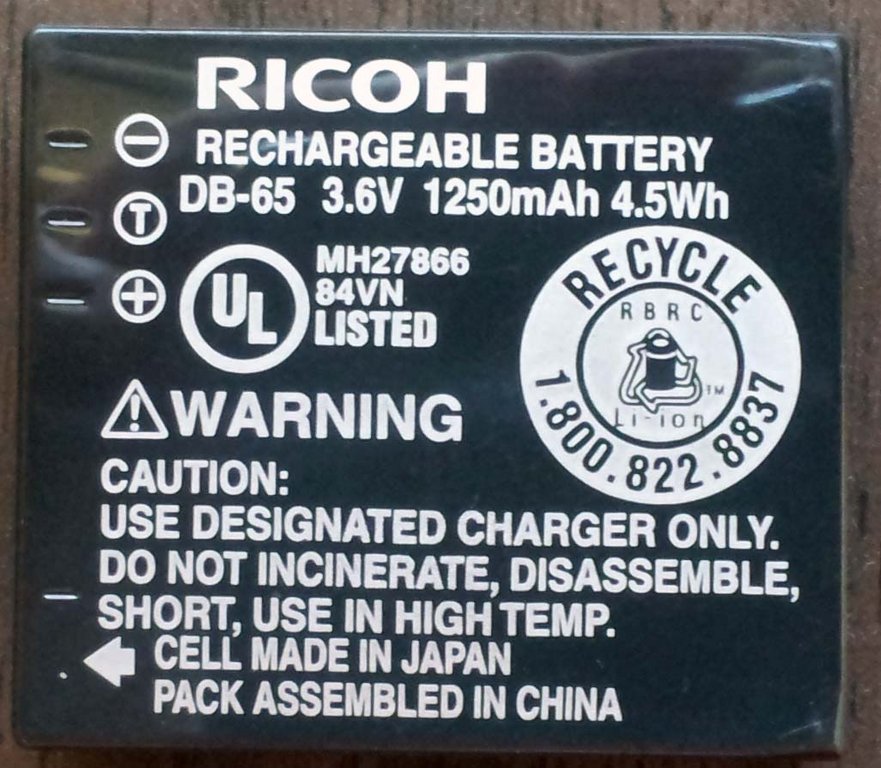 RICOH
RECHARGEABLE BATTERY
DB-65 3.6V 1250mAh 4.5Wh
T
UL
MH27866
84VN
LISTED
RECYCLE
RBRC
TM
Li-ion
1.800.822.8837
WARNING
CAUTION:
USE DESIGNATED CHARGER ONLY.
DO NOT INCINERATE, DISASSEMBLE,
SHORT, USE IN HIGH TEMP.
CELL MADE IN JAPAN
PACK ASSEMBLED IN CHINA